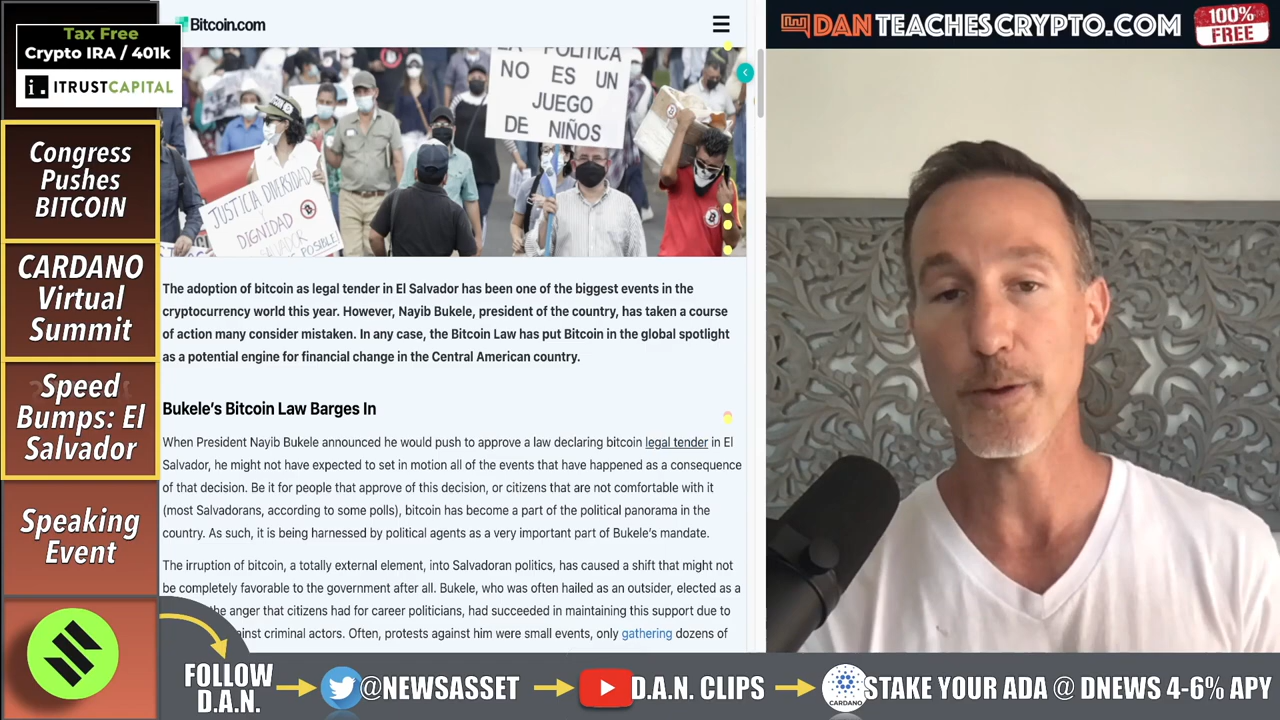 Tax Free
Crypto IRA / 401k
i.
ITRUSTCAPITAL
Congress
Pushes
BITCOIN
CARDANO
Virtual
Summit
Speed
Bumps: El
Salvador
Speaking
Event
Bitcoin.com
LA POLÍTICA
NO ES UN
JUEGO
DE NIÑOS
JUSTICIA DIVERSIDAD
DIGNIDAD
The adoption of bitcoin as legal tender in El Salvador has been one of the biggest events in the
cryptocurrency world this year. However, Nayib Bukele, president of the country, has taken a course
of action many consider mistaken. In any case, the Bitcoin Law has put Bitcoin in the global spotlight
as a potential engine for financial change in the Central American country.
Bukele's Bitcoin Law Barges In
When President Nayib Bukele announced he would push to approve a law declaring bitcoin legal tender in El
Salvador, he might not have expected to set in motion all of the events that have happened as a consequence
of that decision. Be it for people that approve of this decision, or citizens that are not comfortable with it
(most Salvadorans, according to some polls), bitcoin has become a part of the political panorama in the
country. As such, it is being harnessed by political agents as a very important part of Bukele's mandate.
The irruption of bitcoin, a totally external element, into Salvadoran politics, has caused a shift that might not
be completely favorable to the government after all. Bukele, who was often hailed as an outsider, elected as a
the anger that citizens had for career politicians, had succeeded in maintaining this support due to
criminal actors. Often, protests against him were small events, only gathering dozens of
DANTEACHESCRYPTO.COM
100%
FREE
FOLLOW
D.A.N.
@NEWSASSET
D.A.N. CLIPS
CARDANO
STAKE YOUR ADA @ DNEWS 4-6% APY